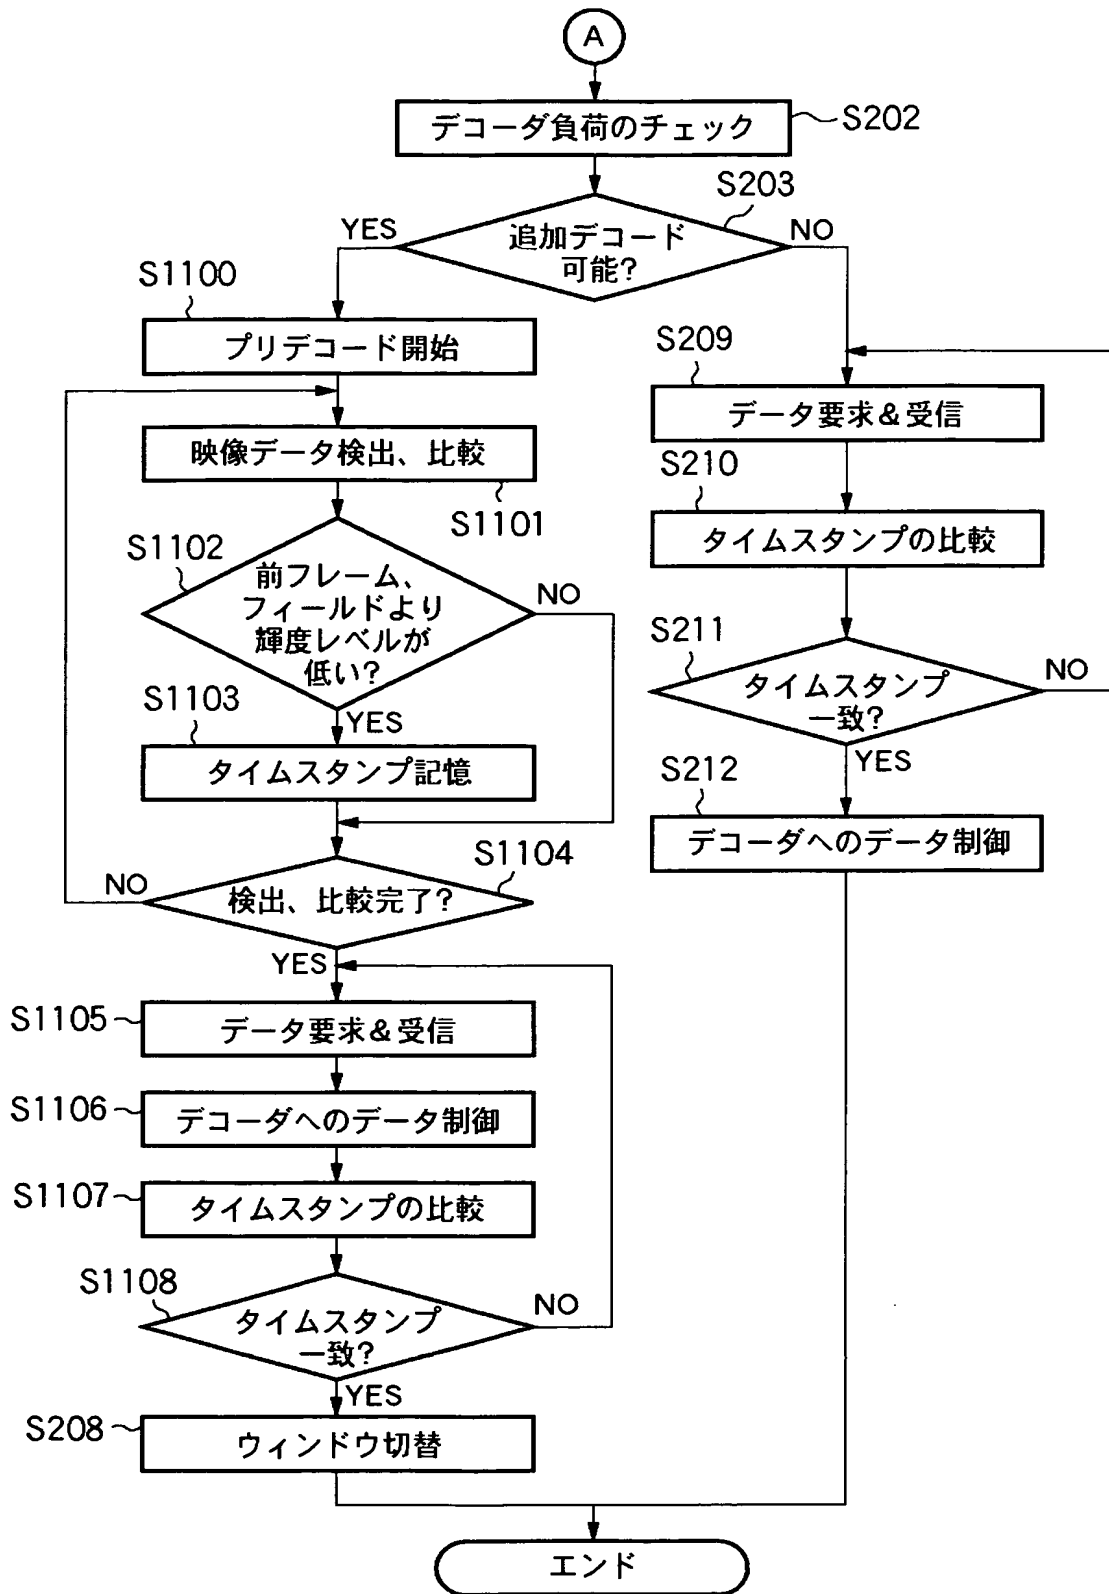 A
デコーダ負荷のチェック
S202
S203
追加デコード
可能?
YES
NO
S1100
プリデコード開始
映像データ検出、比較
S1101
S1102
前フレーム、
フィールドより
輝度レベルが
低い?
NO
YES
S1103
タイムスタンプ記憶
S1104
検出、比較完了?
NO
YES
S1105
データ要求&受信
S1106
デコーダへのデータ制御
S1107
タイムスタンプの比較
S1108
タイムスタンプ
一致?
NO
YES
S208
ウィンドウ切替
S209
データ要求&受信
S210
タイムスタンプの比較
S211
タイムスタンプ
一致?
NO
YES
S212
デコーダへのデータ制御
エンド